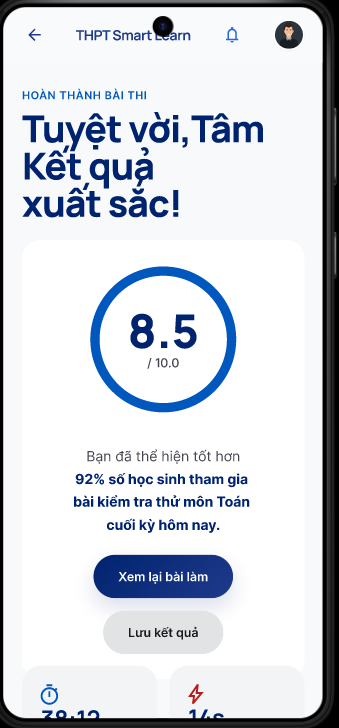 THPT Smart Learn
HOÀN THÀNH BÀI THI
Tuyệt vời,Tâm
Kết quả
xuất sắc!
8.5
/ 10.0
Bạn đã thể hiện tốt hơn
92% số học sinh tham gia
bài kiểm tra thử môn Toán
cuối kỳ hôm nay.
Xem lại bài làm
Lưu kết quả
38:12 14s